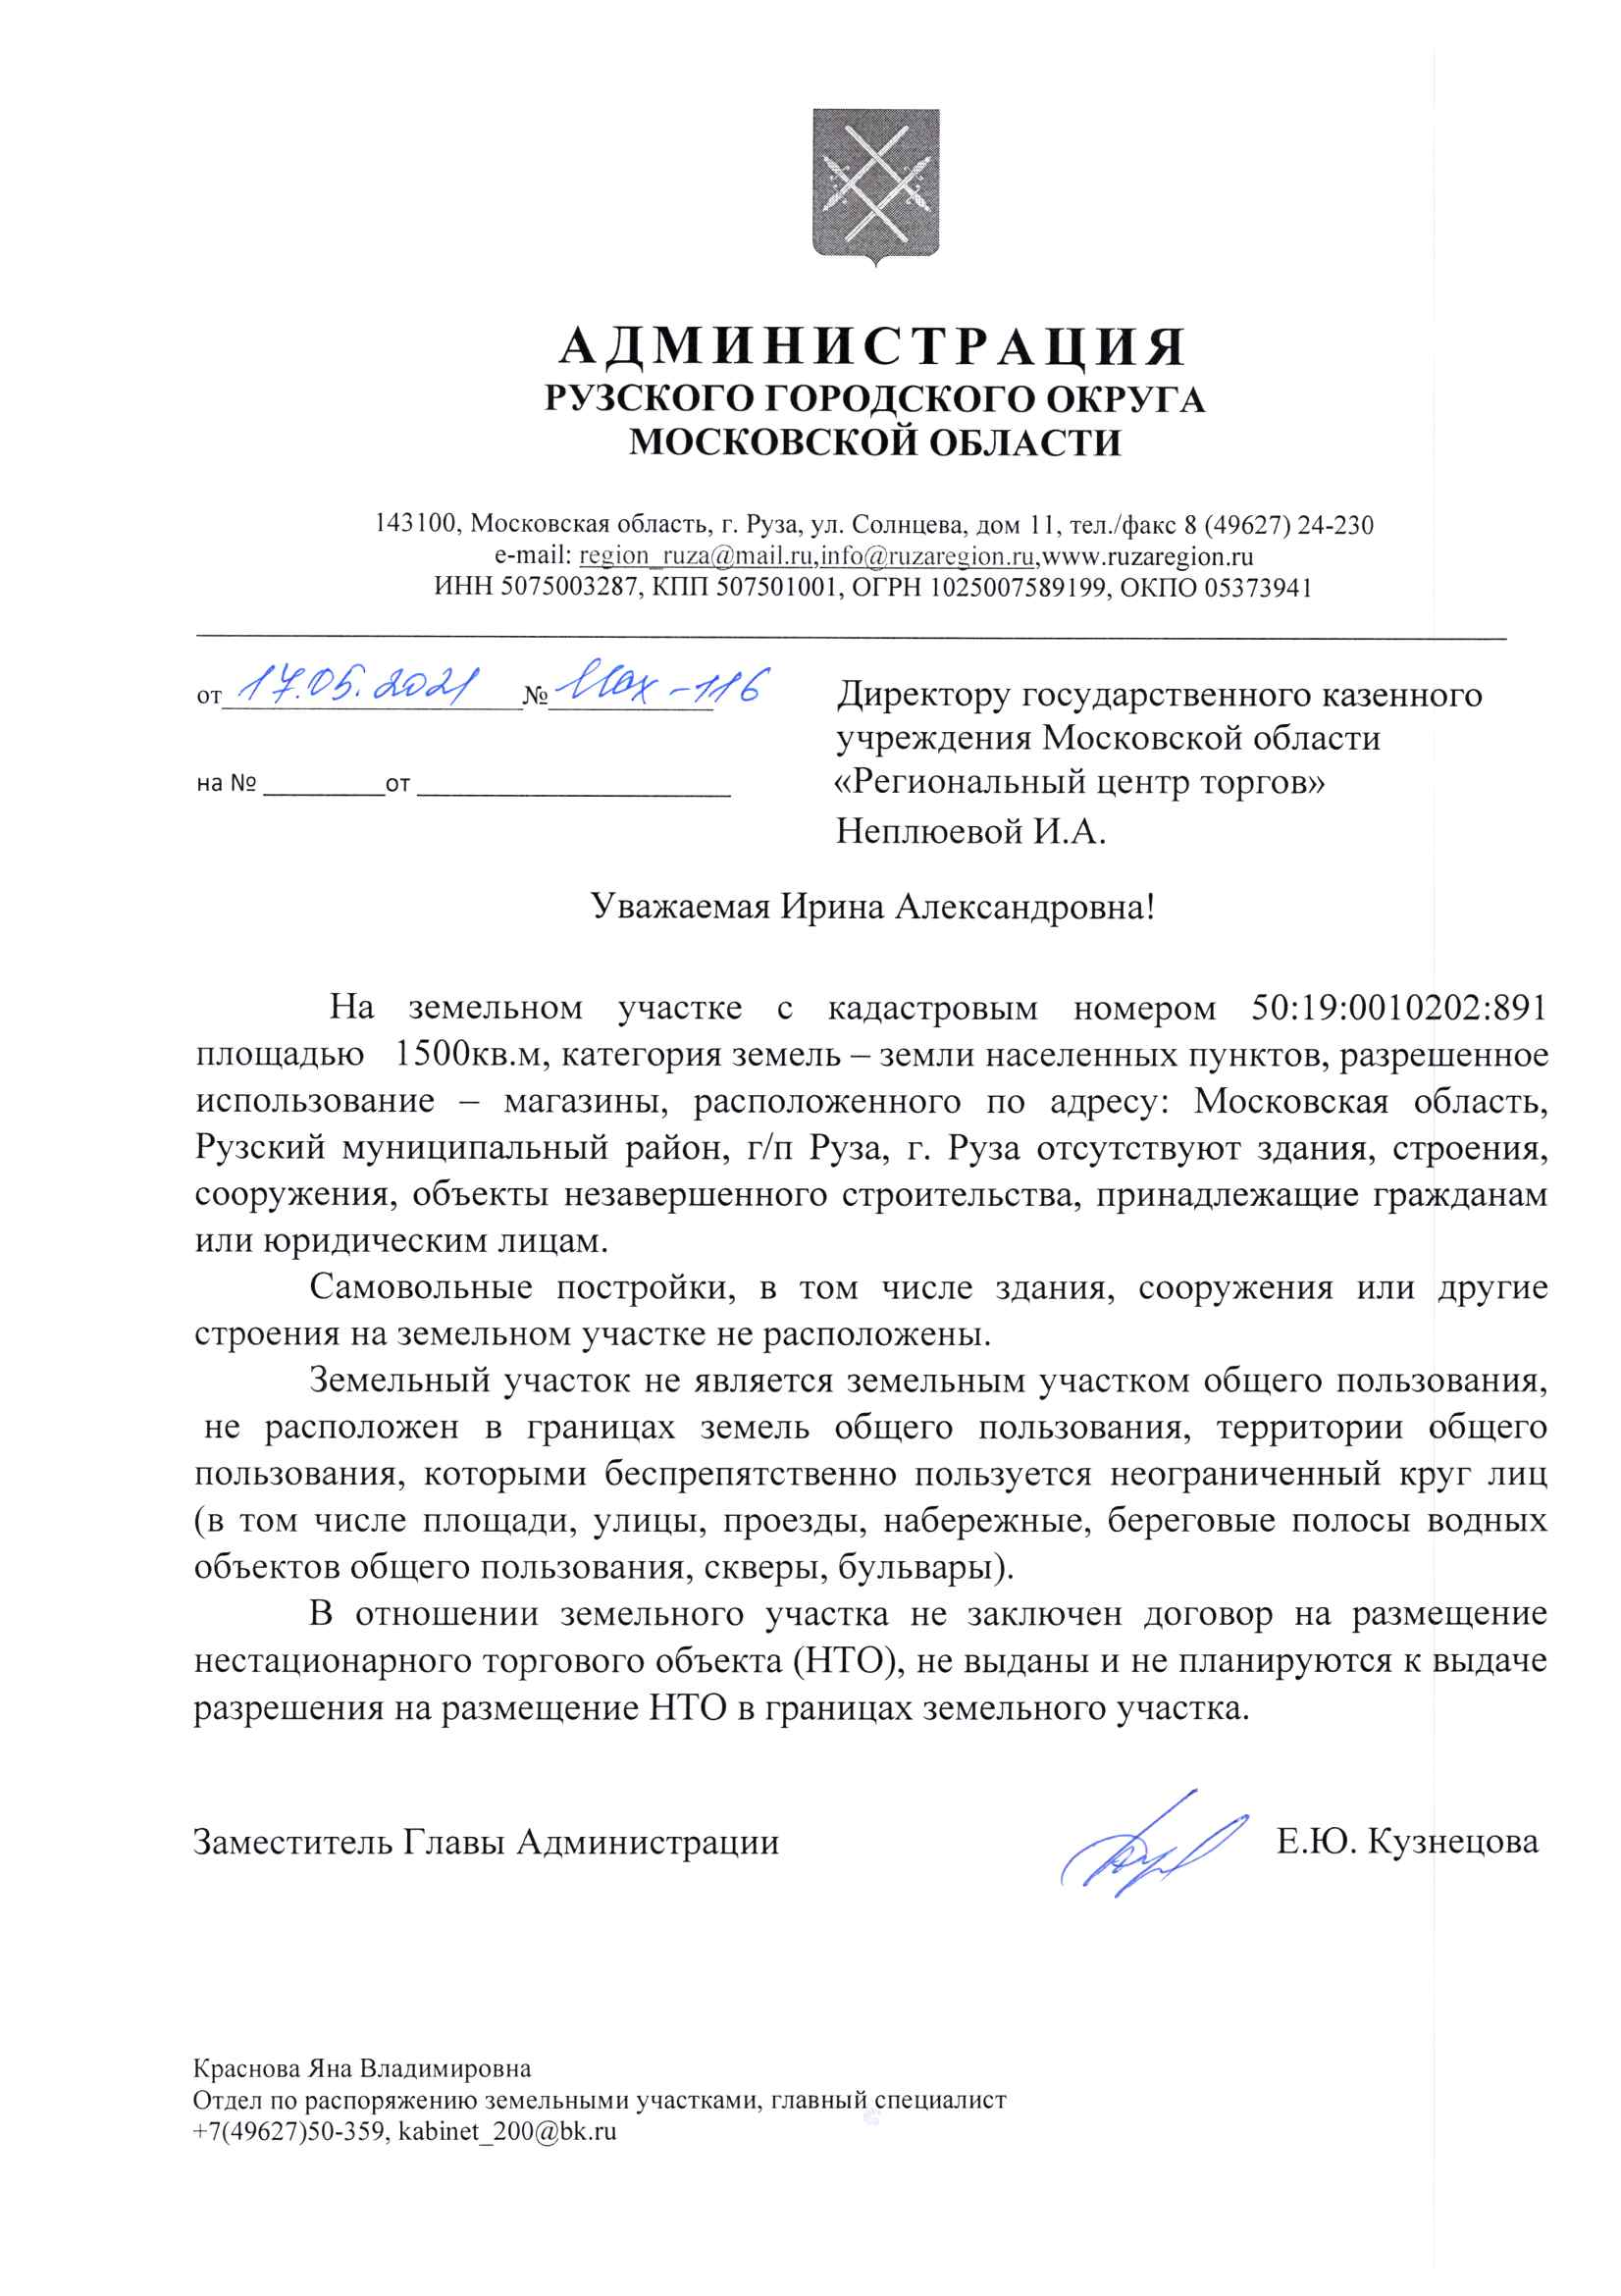 АДМИНИСТРАЦИЯ
РУЗСКОГО ГОРОДСКОГО ОКРУГА
МОСКОВСКОЙ ОБЛАСТИ
143100, Московская область, г. Руза, ул. Солнцева, дом 11, тел./факс 8 (49627) 24-230
e-mail: region_ruza@mail.ru,info@ruzaregion.ru,www.ruzaregion.ru
ИНН 5075003287, КПП 507501001, ОГРН 1025007589199, ОКПО 05373941
от 17.05.2021 № Исх-116
на № от
Директору государственного казенного
учреждения Московской области
«Региональный центр торгов»
Неплюевой И.А.
Уважаемая Ирина Александровна!
На земельном участке с кадастровым номером 50:19:0010202:891
площадью 1500кв.м, категория земель – земли населенных пунктов, разрешенное
использование – магазины, расположенного по адресу: Московская область,
Рузский муниципальный район, г/п Руза, г. Руза отсутствуют здания, строения,
сооружения, объекты незавершенного строительства, принадлежащие гражданам
или юридическим лицам.
Самовольные постройки, в том числе здания, сооружения или другие
строения на земельном участке не расположены.
Земельный участок не является земельным участком общего пользования,
не расположен в границах земель общего пользования, территории общего
пользования, которыми беспрепятственно пользуется неограниченный круг лиц
(в том числе площади, улицы, проезды, набережные, береговые полосы водных
объектов общего пользования, скверы, бульвары).
В отношении земельного участка не заключен договор на размещение
нестационарного торгового объекта (НТО), не выданы и не планируются к выдаче
разрешения на размещение НТО в границах земельного участка.
Заместитель Главы Администрации Е.Ю. Кузнецова
Краснова Яна Владимировна
Отдел по распоряжению земельными участками, главный специалист
+7(49627)50-359, kabinet_200@bk.ru